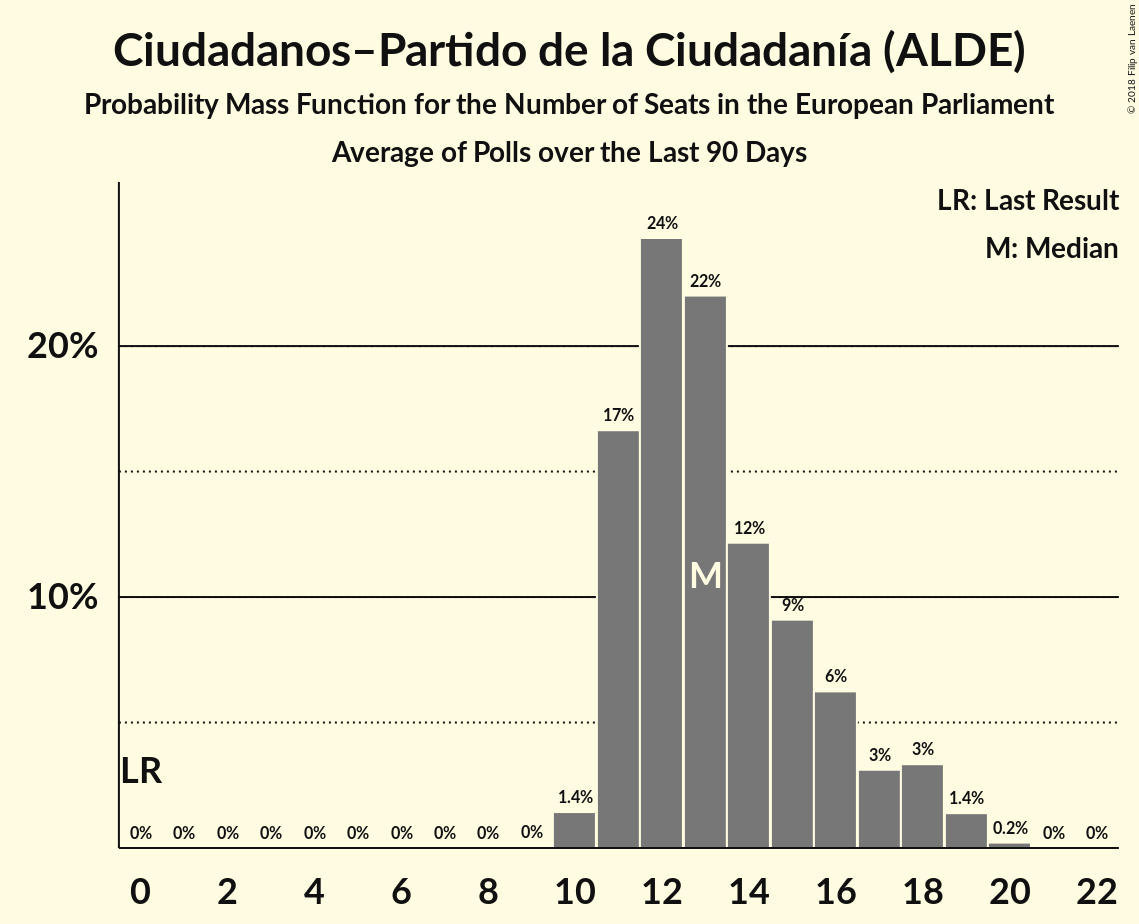 Ciudadanos–Partido de la Ciudadanía (ALDE)
Probability Mass Function for the Number of Seats in the European Parliament
Average of Polls over the Last 90 Days
© 2018 Filip van Laenen
LR: Last Result
M: Median
24%
22%
20%
17%
12%
M
10%
9%
6%
3%
3%
LR
1.4%
1.4%
0% 0% 0% 0% 0% 0% 0% 0% 0% 0% 0.2% 0% 0%
0 2 4 6 8 10 12 14 16 18 20 22